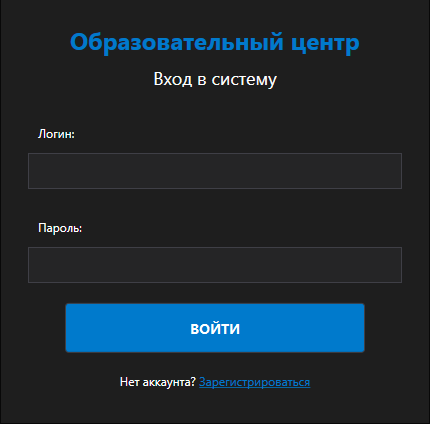 Образовательный центр
Вход в систему
Логин:
Пароль:
ВОЙТИ
Нет аккаунта? Зарегистрироваться